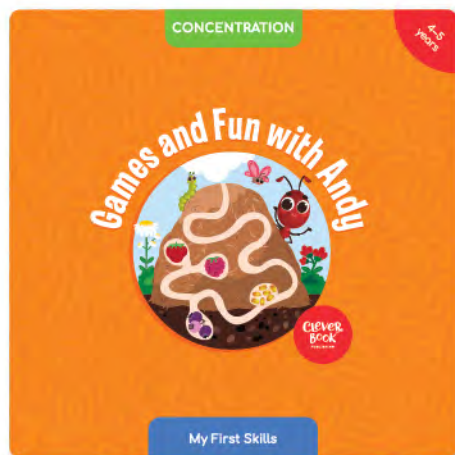 CONCENTRATION
4–5
years
Games and Fun with Andy
CLEVER
BOOK
My First Skills